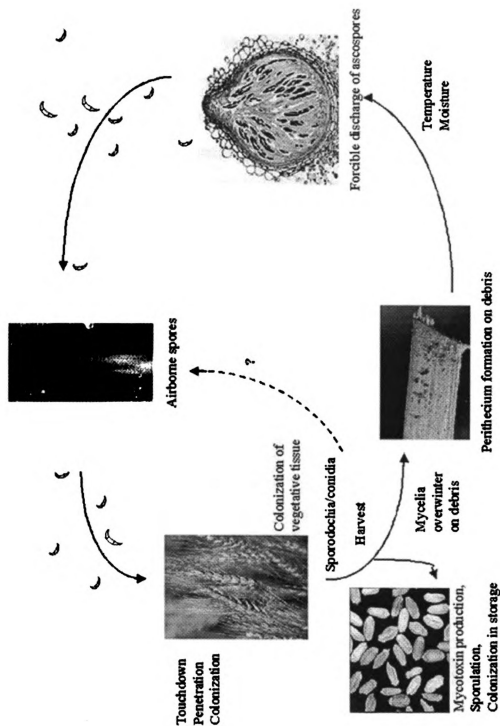 Airborne spores
Touchdown
Penetration
Colonization
Colonization of
vegetative tissue
?
Sporodochia/conidia
Harvest
Mycelia
overwinter
on debris
Mycotoxin production,
Sporulation,
Colonization in storage
Perithecium formation on debris
Temperature
Moisture
Forcible discharge of ascospores